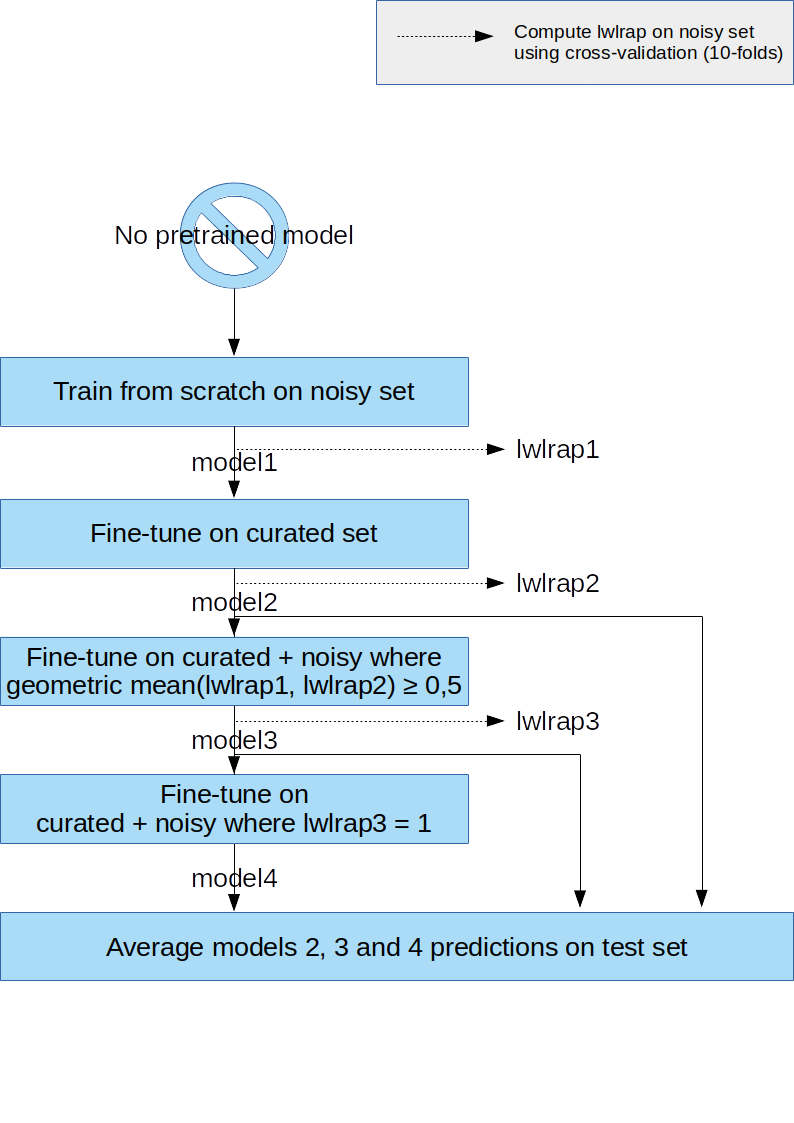 Compute lwlrap on noisy set
using cross-validation (10-folds)
No pretrained model
Train from scratch on noisy set
lwlrap1
model1
Fine-tune on curated set
lwlrap2
model2
Fine-tune on curated + noisy where
geometric mean(lwlrap1, lwlrap2) ≥ 0,5
lwlrap3
model3
Fine-tune on
curated + noisy where lwlrap3 = 1
model4
Average models 2, 3 and 4 predictions on test set